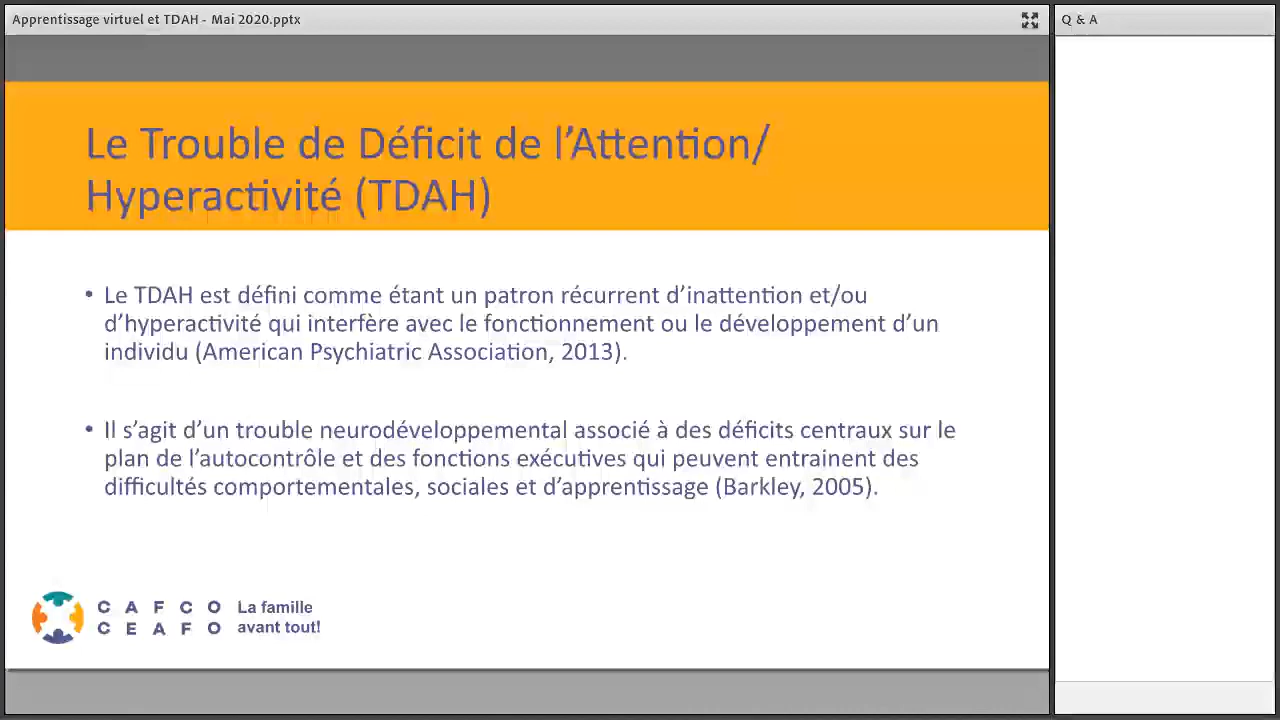 Apprentissage virtuel et TDAH - Mai 2020.pptx
Q & A
Le Trouble de Déficit de l’Attention/
Hyperactivité (TDAH)
• Le TDAH est défini comme étant un patron récurrent d’inattention et/ou
d’hyperactivité qui interfère avec le fonctionnement ou le développement d’un
individu (American Psychiatric Association, 2013).
• Il s’agit d’un trouble neurodéveloppemental associé à des déficits centraux sur le
plan de l’autocontrôle et des fonctions exécutives qui peuvent entrainent des
difficultés comportementales, sociales et d’apprentissage (Barkley, 2005).
CAFCO
CEAFO
La famille
avant tout!